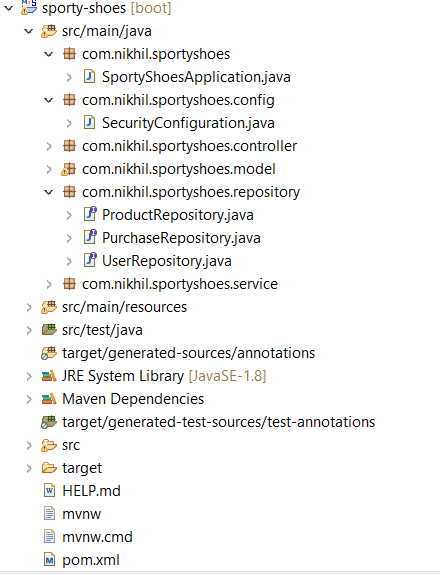 sporty-shoes [boot]
src/main/java
com.nikhil.sportyshoes
SportyShoesApplication.java
com.nikhil.sportyshoes.config
SecurityConfiguration.java
com.nikhil.sportyshoes.controller
com.nikhil.sportyshoes.model
com.nikhil.sportyshoes.repository
ProductRepository.java
PurchaseRepository.java
UserRepository.java
com.nikhil.sportyshoes.service
src/main/resources
src/test/java
target/generated-sources/annotations
JRE System Library [JavaSE-1.8]
Maven Dependencies
target/generated-test-sources/test-annotations
src
target
HELP.md
mvnw
mvnw.cmd
pom.xml